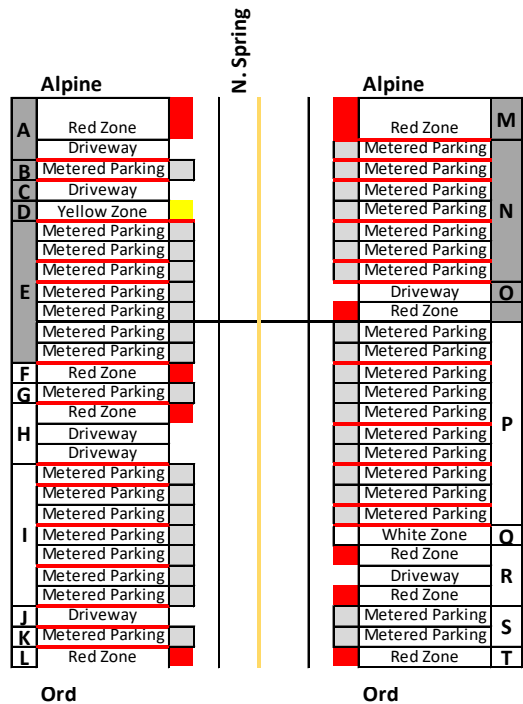 N. Spring
Alpine
A
Red Zone
Driveway
B Metered Parking
C Driveway
D Yellow Zone
E
Metered Parking
Metered Parking
Metered Parking
Metered Parking
Metered Parking
Metered Parking
Metered Parking
F Red Zone
G Metered Parking
H
Red Zone
Driveway
Driveway
I
Metered Parking
Metered Parking
Metered Parking
Metered Parking
Metered Parking
Metered Parking
Metered Parking
J Driveway
K Metered Parking
L Red Zone
Ord
Alpine
Red Zone
M
Metered Parking
Metered Parking
Metered Parking
Metered Parking
Metered Parking
Metered Parking
Metered Parking
N
Driveway O
Red Zone
Metered Parking
Metered Parking
Metered Parking
Metered Parking
Metered Parking
Metered Parking
Metered Parking
Metered Parking
Metered Parking
Metered Parking
P
White Zone Q
Red Zone
Driveway
Red Zone
R
Metered Parking
Metered Parking
S
Red Zone T
Ord